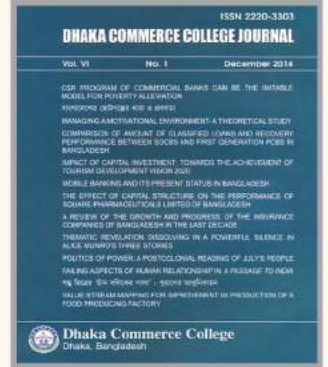 ISSN 2220-3303
DHAKA COMMERCE COLLEGE JOURNAL
Vol. VI No. 1 December 2014
CSR PROGRAM OF COMMERCIAL BANKS CAN BE THE INITABLE
MODEL FOR POVERTY ALLEVIATION
MANAGING A MOTIVATIONAL ENVIRONMENT- A THEORETICAL STUDY
COMPARISON OF AMOUNT OF CLASSIFIED LOANS AND RECOVERY
PERFORMANCE BETWEEN SOCBS AND FIRST GENERATION PCBS IN
BANGLADESH
IMPACT OF CAPITAL INVESTMENT: TOWARDS THE ACHIEVEMENT OF
TOURISM DEVELOPMENT VISION 2020
MOBILE BANKING AND ITS PRESENT STATUS IN BANGLADESH
THE EFFECT OF CAPITAL STRUCTURE ON THE PERFORMANCE OF
SQUARE PHARMACEUTICALS LIMITED OF BANGLADESH
A REVIEW OF THE GROWTH AND PROGRESS OF THE INSURANCE
COMPANIES OF BANGLADESH IN THE LAST DECADE
THEMATIC REVELATION DISSOLVING IN A POWERFUL SILENCE IN
ALICE MUNRO'S THREE STORIES
POLITICS OF POWER: A POSTCOLONIAL READING OF JULY'S PEOPLE
FAILING ASPECTS OF HUMAN RELATIONSHIP IN A PASSAGE TO INDIA
VALUE STREAM MAPPING FOR IMPROVEMENT IN PRODUCTION OF A
FOOD PRODUCING FACTORY
Dhaka Commerce College
Dhaka, Bangladesh